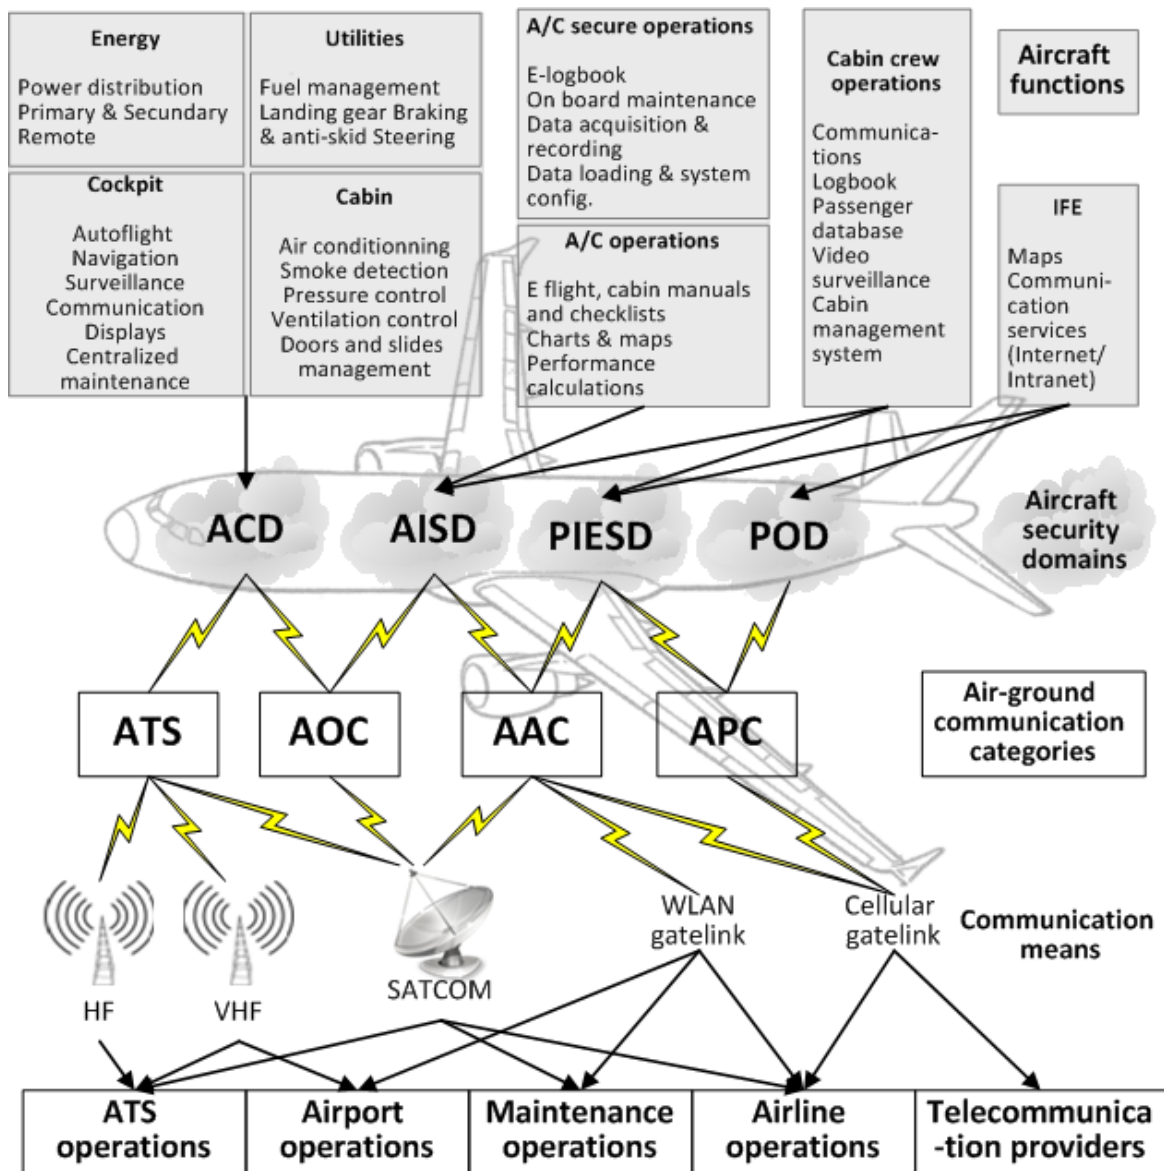 Energy
Power distribution
Primary & Secundary
Remote
Utilities
Fuel management
Landing gear Braking
& anti-skid Steering
Cockpit
Autoflight
Navigation
Surveillance
Communication
Displays
Centralized
maintenance
Cabin
Air conditionning
Smoke detection
Pressure control
Ventilation control
Doors and slides
management
A/C secure operations
E-logbook
On board maintenance
Data acquisition &
recording
Data loading & system
config.
A/C operations
E flight, cabin manuals
and checklists
Charts & maps
Performance
calculations
Cabin crew
operations
Communica-
tions
Logbook
Passenger
database
Video
surveillance
Cabin
management
system
Aircraft
functions
IFE
Maps
Communi-
cation
services
(Internet/
Intranet)
ACD
AISD
PIESD
POD
Aircraft
security
domains
ATS
AOC
AAC
APC
Air-ground
communication
categories
HF
VHF
SATCOM
WLAN
gatelink
Cellular
gatelink
Communication
means
ATS
operations
Airport
operations
Maintenance
operations
Airline
operations
Telecommunica
-tion providers